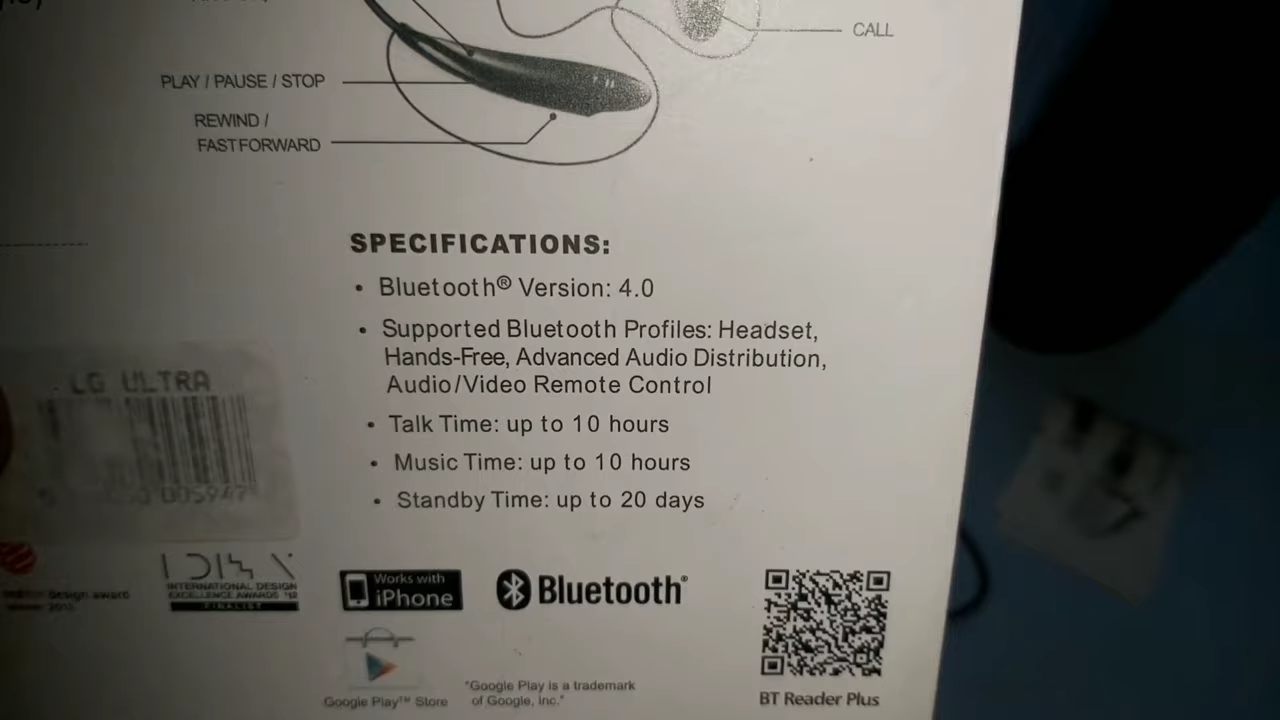 CALL
PLAY / PAUSE / STOP
REWIND /
FASTFORWARD
SPECIFICATIONS:
• Bluetooth® Version: 4.0
• Supported Bluetooth Profiles: Headset,
Hands-Free, Advanced Audio Distribution,
Audio/Video Remote Control
• Talk Time: up to 10 hours
• Music Time: up to 10 hours
• Standby Time: up to 20 days
LG ULTRA
design award
INTERNATIONAL DESIGN
EXCELLENCE AWARDS '12
FINALIST
Works with
iPhone
Bluetooth®
Google Play™ Store
"Google Play is a trademark
of Google, inc."
BT Reader Plus